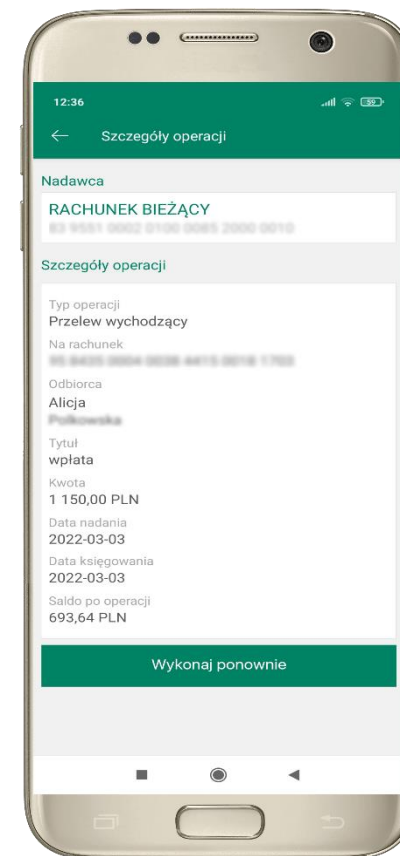 12:36
59
Szczegóły operacji
Nadawca
RACHUNEK BIEŻĄCY
Szczegóły operacji
Typ operacji
Przelew wychodzący
Na rachunek
Odbiorca
Alicja
Tytuł
wpłata
Kwota
1 150,00 PLN
Data nadania
2022-03-03
Data księgowania
2022-03-03
Saldo po operacji
693,64 PLN
Wykonaj ponownie